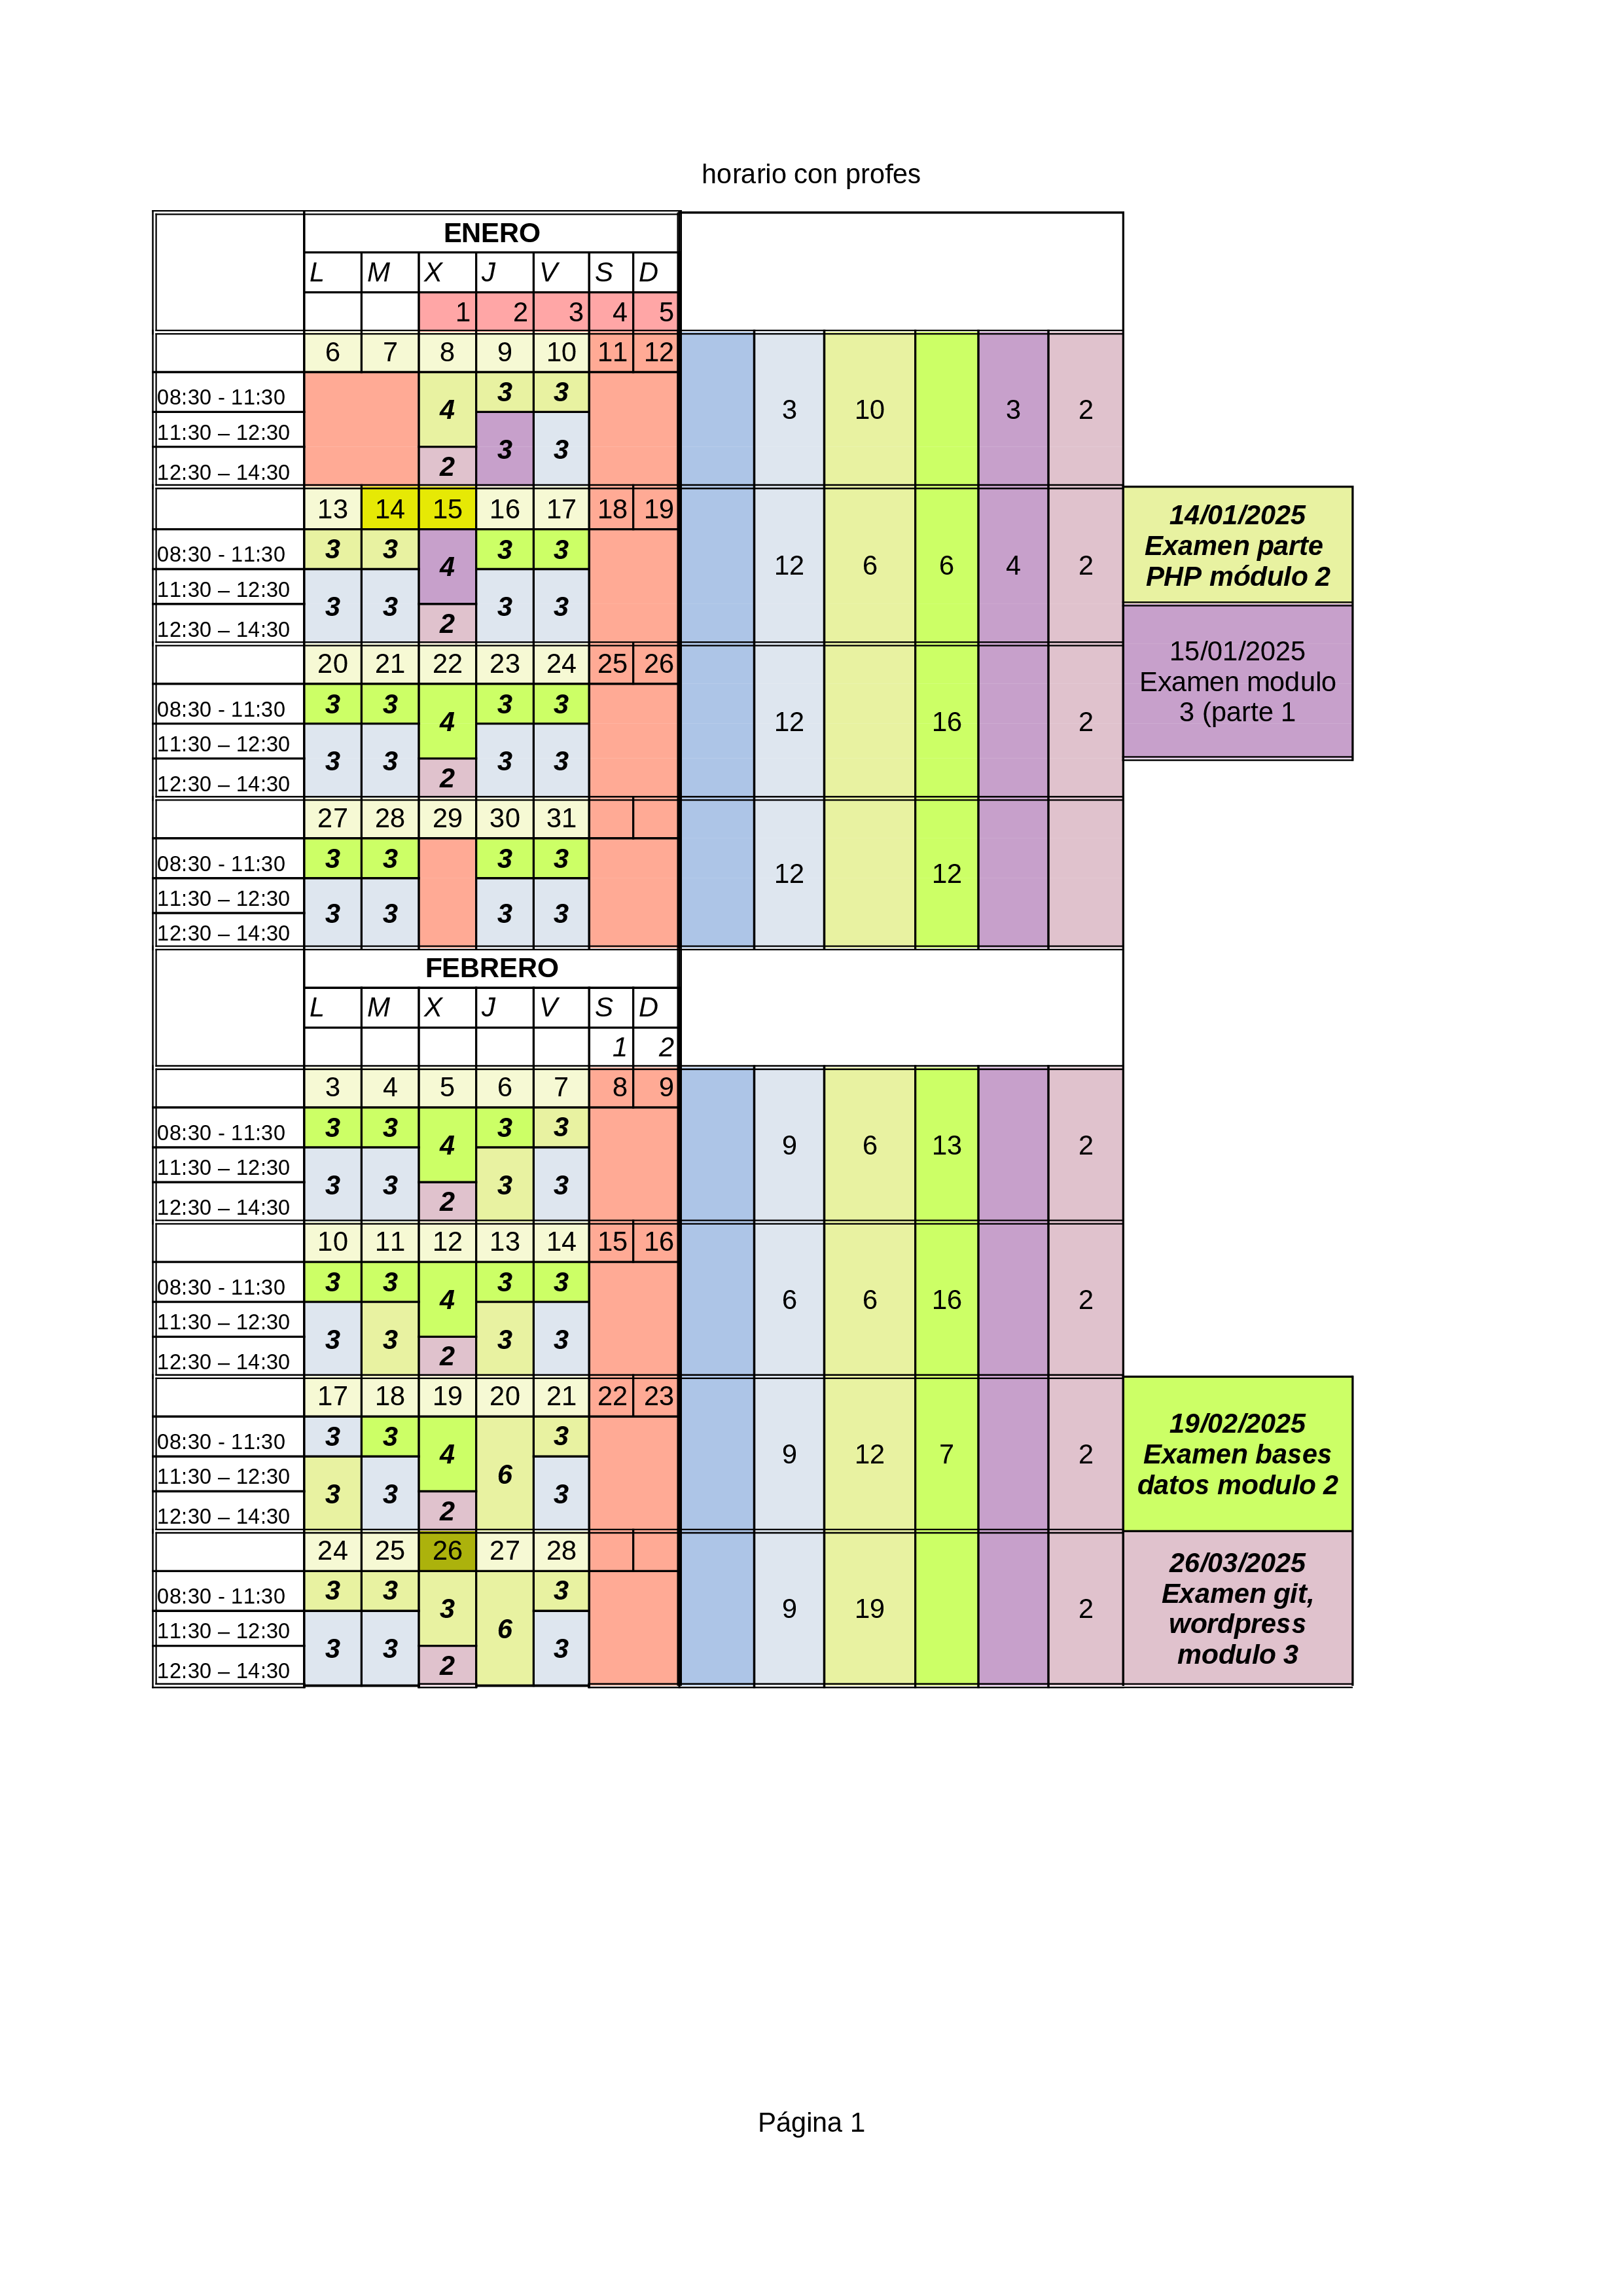 horario con profes
ENERO
L M X J V S D
1 2 3 4 5
6 7 8 9 10 11 12
08:30 - 11:30 4 3 3 3 10 3 2
11:30 – 12:30 3 3
12:30 – 14:30 2
13 14 15 16 17 18 19
08:30 - 11:30 3 3 4 3 3 12 6 6 4 2
11:30 – 12:30 3 3 3 3
12:30 – 14:30 2
14/01/2025
Examen parte
PHP módulo 2
15/01/2025
Examen modulo
3 (parte 1
20 21 22 23 24 25 26
08:30 - 11:30 3 3 4 3 3 12 16 2
11:30 – 12:30 3 3 3 3
12:30 – 14:30 2
27 28 29 30 31
08:30 - 11:30 3 3 3 3 12 12
11:30 – 12:30 3 3 3 3
12:30 – 14:30
FEBRERO
L M X J V S D
1 2
3 4 5 6 7 8 9
08:30 - 11:30 3 3 4 3 3 9 6 13 2
11:30 – 12:30 3 3 3 3
12:30 – 14:30 2
10 11 12 13 14 15 16
08:30 - 11:30 3 3 4 3 3 6 6 16 2
11:30 – 12:30 3 3 3 3
12:30 – 14:30 2
17 18 19 20 21 22 23
08:30 - 11:30 3 3 4 6 3 9 12 7 2
11:30 – 12:30 3 3 3
12:30 – 14:30 2
19/02/2025
Examen bases
datos modulo 2
24 25 26 27 28
08:30 - 11:30 3 3 3 6 3 9 19 2
11:30 – 12:30 3 3 3
12:30 – 14:30 2
26/03/2025
Examen git,
wordpress
modulo 3
Página 1